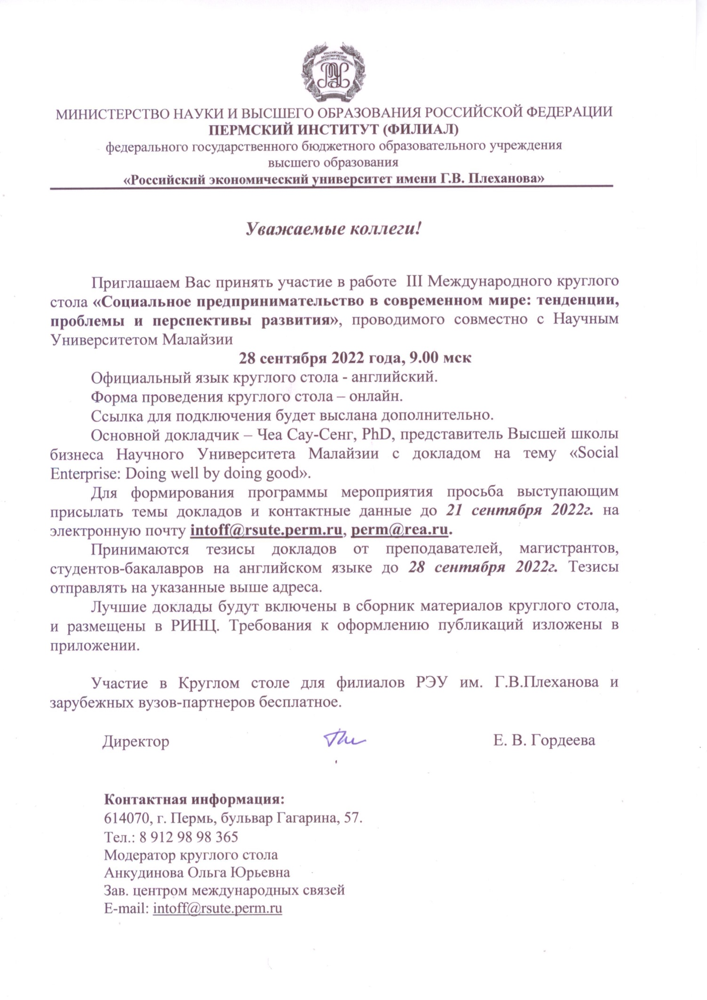 РОССИЙСКИЙ
ЭКОНОМИЧЕСКИЙ
УНИВЕРСИТЕТ имени Г.В. ПЛЕХАНОВА
МИНИСТЕРСТВО НАУКИ И ВЫСШЕГО ОБРАЗОВАНИЯ РОССИЙСКОЙ ФЕДЕРАЦИИ
ПЕРМСКИЙ ИНСТИТУТ (ФИЛИАЛ)
федерального государственного бюджетного образовательного учреждения
высшего образования
«Российский экономический университет имени Г.В. Плеханова»
Уважаемые коллеги!
Приглашаем Вас принять участие в работе III Международного круглого
стола «Социальное предпринимательство в современном мире: тенденции,
проблемы и перспективы развития», проводимого совместно с Научным
Университетом Малайзии
28 сентября 2022 года, 9.00 мск
Официальный язык круглого стола - английский.
Форма проведения круглого стола – онлайн.
Ссылка для подключения будет выслана дополнительно.
Основной докладчик – Чеа Сау-Сенг, PhD, представитель Высшей школы
бизнеса Научного Университета Малайзии с докладом на тему «Social
Enterprise: Doing well by doing good».
Для формирования программы мероприятия просьба выступающим
присылать темы докладов и контактные данные до 21 сентября 2022г. на
электронную почту intoff@rsute.perm.ru, perm@rea.ru.
Принимаются тезисы докладов от преподавателей, магистрантов,
студентов-бакалавров на английском языке до 28 сентября 2022г. Тезисы
отправлять на указанные выше адреса.
Лучшие доклады будут включены в сборник материалов круглого стола,
и размещены в РИНЦ. Требования к оформлению публикаций изложены в
приложении.
Участие в Круглом столе для филиалов РЭУ им. Г.В.Плеханова и
зарубежных вузов-партнеров бесплатное.
Директор Е. В. Гордеева
Контактная информация:
614070, г. Пермь, бульвар Гагарина, 57.
Тел.: 8 912 98 98 365
Модератор круглого стола
Анкудинова Ольга Юрьевна
Зав. центром международных связей
E-mail: intoff@rsute.perm.ru